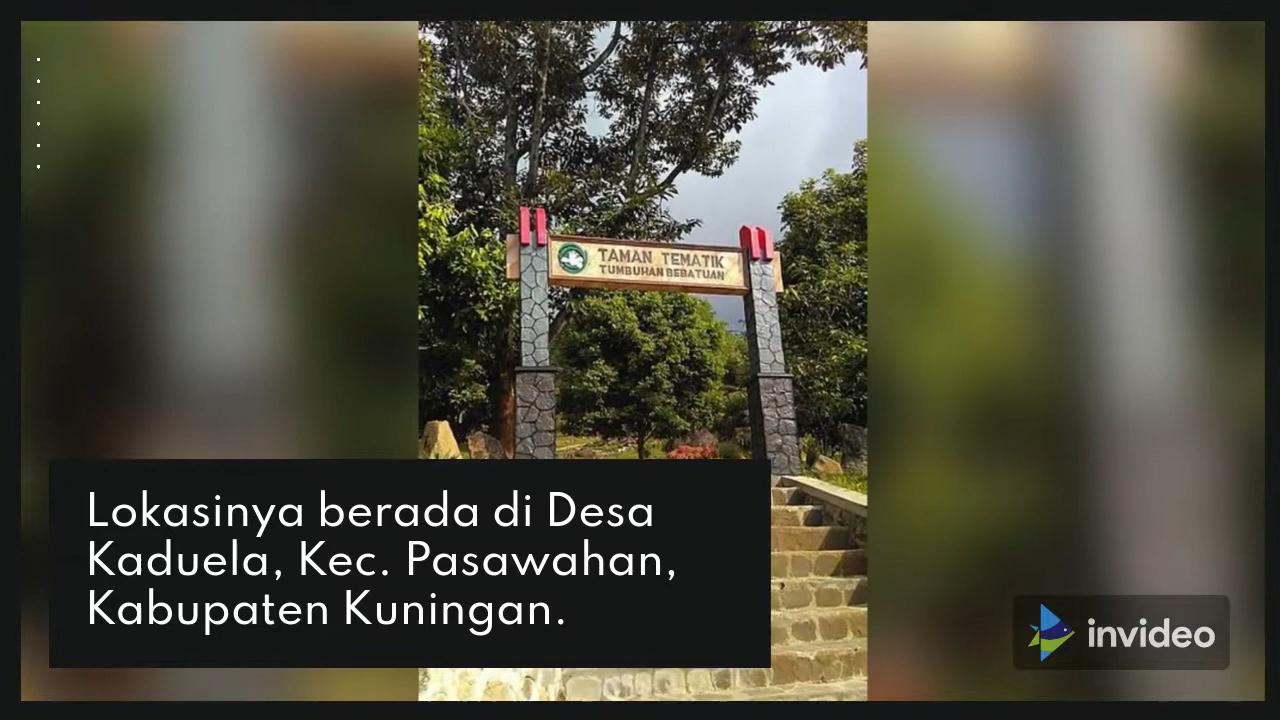 TAMAN TEMATIK
TUMBUHAN BEBATUAN
Lokasinya berada di Desa
Kaduela, Kec. Pasawahan,
Kabupaten Kuningan.
invideo